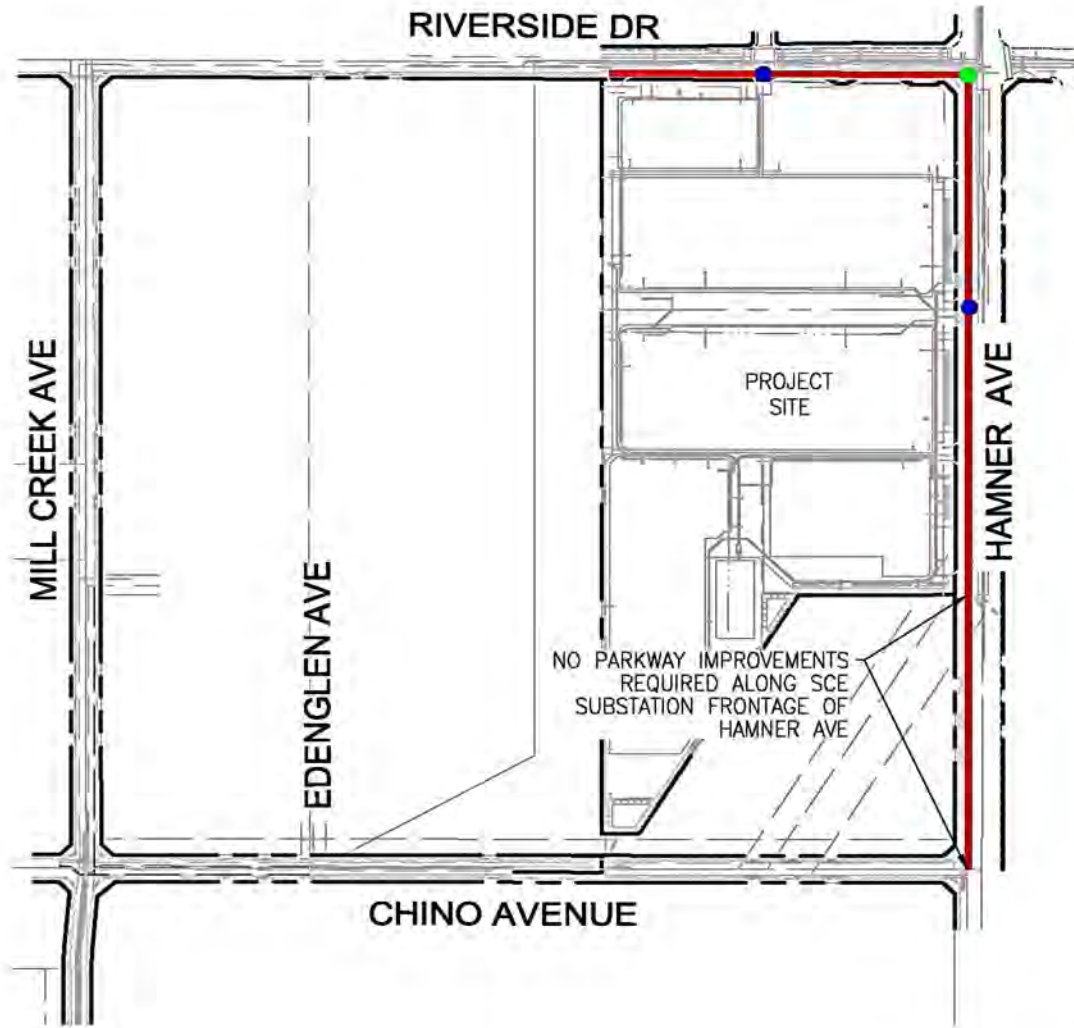 RIVERSIDE DR
MILL CREEK AVE
EDENGLEN AVE
PROJECT
SITE
HAMNER AVE
NO PARKWAY IMPROVEMENTS
REQUIRED ALONG SCE
SUBSTATION FRONTAGE OF
HAMNER AVE
CHINO AVENUE